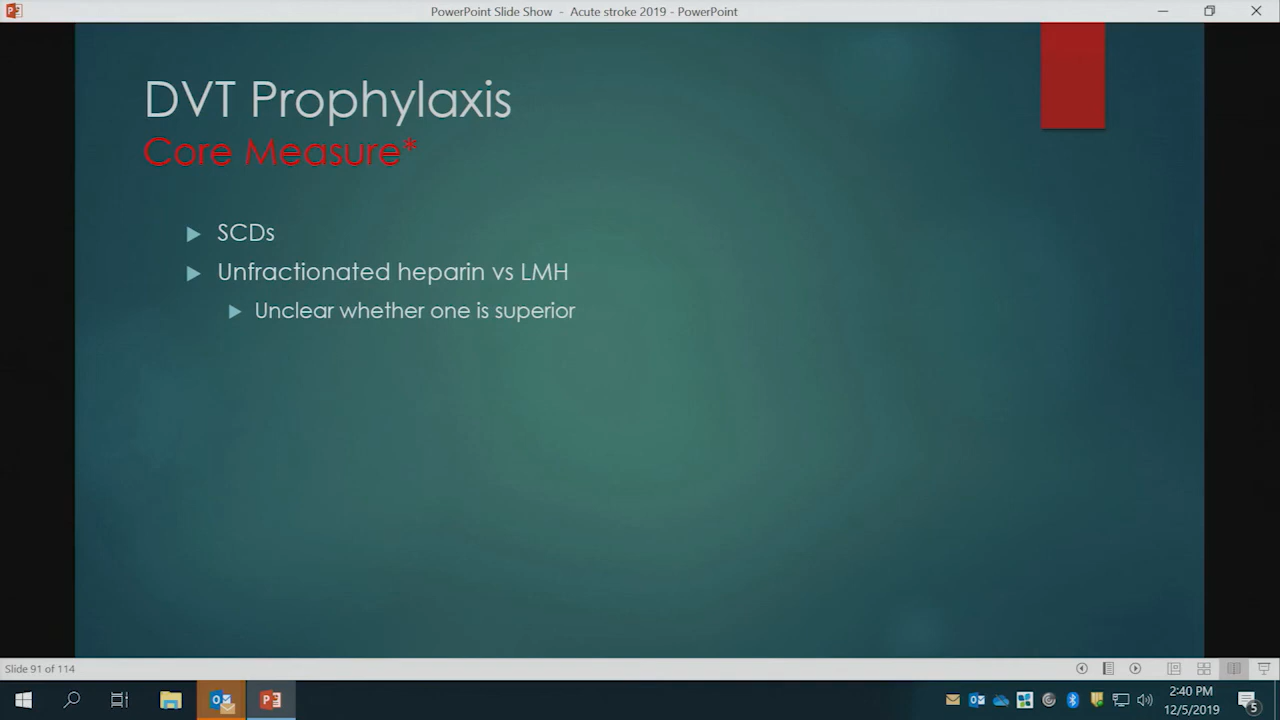 PowerPoint Slide Show - Acute stroke 2019 - PowerPoint
DVT Prophylaxis
Core Measure*
SCDs
Unfractionated heparin vs LMH
Unclear whether one is superior
Slide 91 of 114
2:40 PM
12/5/2019
5